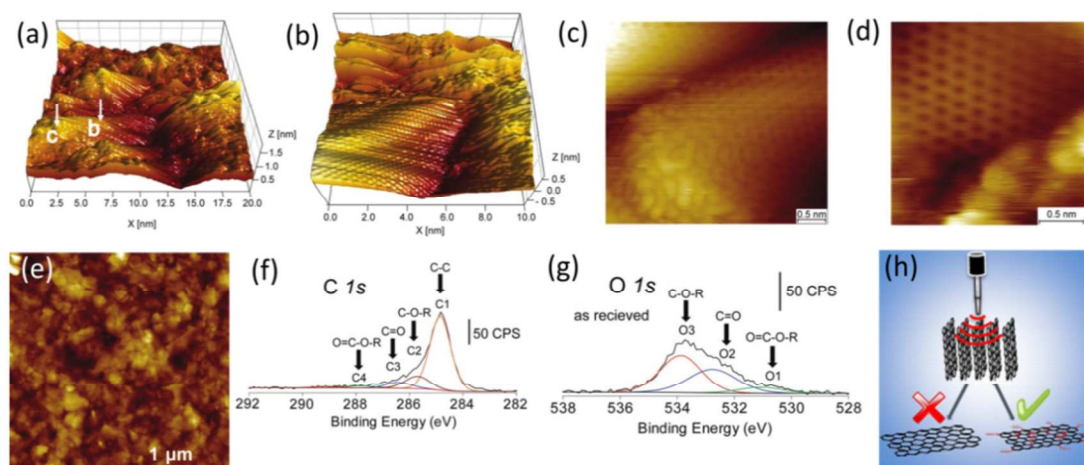 (a)
c
b
Z [nm]
1.5
1.0
0.5
0.0 2.5 5.0 7.5 10.0 12.5 15.0 17.5 20.0
X [nm]
(b)
Z [nm]
0.5
0.0
- 0.5
0.0 2.0 4.0 6.0 8.0 10.0
X [nm]
(c)
0.5 nm
(d)
0.5 nm
(e)
1 µm
(f)
C 1s
C-C
C1
C-O-R
C2
C=O
C3
O=C-O-R
C4
50 CPS
292 290 288 286 284 282
Binding Energy (eV)
(g)
O 1s
as recieved
C-O-R
O3
C=O
O2
O=C-O-R
O1
50 CPS
538 536 534 532 530 528
Binding Energy (eV)
(h)